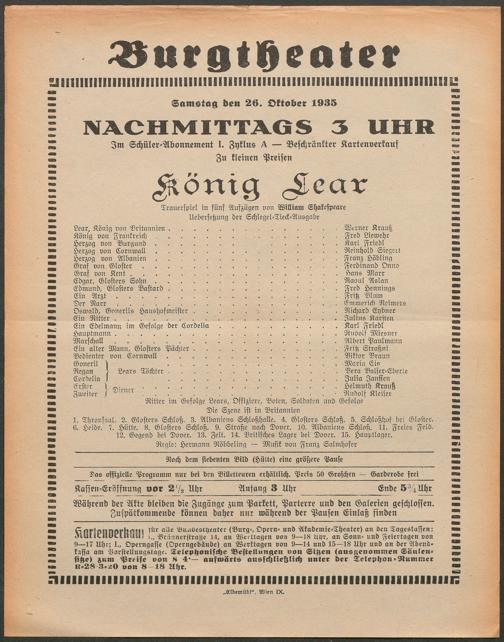 Burgtheater
Samstag den 26. Oktober 1935
NACHMITTAGS 3 UHR
Im Schüler-Abonnement I. Zyklus A — Beschränkter Kartenverkauf
Zu kleinen Preisen
König Lear
Trauerspiel in fünf Aufzügen von William Shakespeare
Uebersetzung der Schlegel-Tieck-Ausgabe
Lear, König von Britannien Werner Krauß
König von Frankreich Fred Liewehr
Herzog von Burgund Karl Friedl
Herzog von Cornwall Reinhold Siegert
Herzog von Albanien Franz Höbling
Graf von Gloster Ferdinand Onno
Graf von Kent Hans Marr
Edgar, Glosters Sohn Raoul Aslan
Edmund, Glosters Bastard Fred Hennings
Ein Arzt Fritz Blum
Der Narr Emmerich Reimers
Oswald, Gonerils Haushofmeister Richard Eybner
Ein Ritter Julius Karsten
Ein Edelmann im Gefolge der Cordelia Karl Friedl
Hauptmann Rudolf Miesner
Marschall Albert Paulmann
Ein alter Mann, Glosters Pächter Fritz Straßni
Bedienter von Cornwall Viktor Braun
Goneril Maria Eis
Regan Lears Töchter Vera Balser-Eberle
Cordelia Julia Janssen
Erster Helmuth Krauß
Zweiter Diener Rudolf Kleiser
Ritter im Gefolge Lears, Offiziere, Boten, Soldaten und Gefolge
Die Szene ist in Britannien
1. Thronsaal. 2. Glosters Schloß. 3. Albaniens Schloßhalle. 4. Glosters Schloß. 5. Schloßhof bei Gloster.
6. Heide. 7. Hütte. 8. Glosters Schloß. 9. Straße nach Dover. 10. Albaniens Schloß. 11. Freies Feld.
12. Gegend bei Dover. 13. Zelt. 14. Britisches Lager bei Dover. 15. Hauptlager.
Regie: Hermann Röbbeling — Musik von Franz Salmhofer
Nach dem siebenten Bild (Hütte) eine größere Pause
Das offizielle Programm nur bei den Billetteuren erhältlich. Preis 50 Groschen — Garderobe frei
Kassen-Eröffnung vor 2½ Uhr Anfang 3 Uhr Ende 5¾ Uhr
Während der Akte bleiben die Zugänge zum Parkett, Parterre und den Galerien geschlossen.
Zuspätkommende können daher nur während der Pausen Einlaß finden
Kartenverkauf für alle Bundestheater (Burg-, Opern- und Akademie-Theater) an den Tageskassen:
I., Bräunerstraße 14, an Werktagen von 9—18 Uhr, an Sonn- und Feiertagen von
9—17 Uhr; I., Operngasse (Operngebäude) an Werktagen von 9—14 und 15—18 Uhr und an der Abend-
kassa am Vorstellungstage. Telephonische Bestellungen von Sitzen (ausgenommen Säulen-
sitze) zum Preise von S 4·— aufwärts ausschließlich unter der Telephon-Nummer
R-28-3-20 von 8—18 Uhr.
„Elbemühl“, Wien IX.